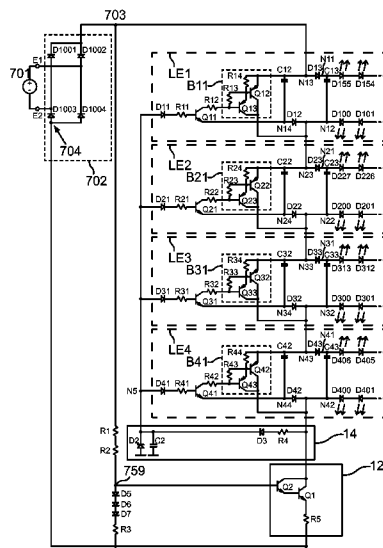 703
D1001 D1002
E1
701
E2
D1003 D1004
704
702
LE1
R14
C12
D13
N11
C13
N13
D155 D154
B11
R13
Q12
D11 R11
R12
Q13
Q11
D12
N14
N12
D100 D101
LE2
R24
C22
N23
D23
N21
C23
D227 D226
B21
R23
Q22
D21 R21
R22
Q23
Q21
D22
N24
N22
D200 D201
LE3
R34
C32
N33
D33
N31
C33
D313 D312
B31
R33
Q32
D31 R31
R32
Q33
Q31
D32
N34
N32
D300 D301
LE4
R44
C42
N43
D43
N41
C43
D406 D405
B41
R43
Q42
N5
D41 R41
R42
Q43
Q41
D42
N44
N42
D400 D401
R1
R2
D2 C2
D3 R4
14
759
D5
D6
D7
R3
Q2
Q1
R5
12